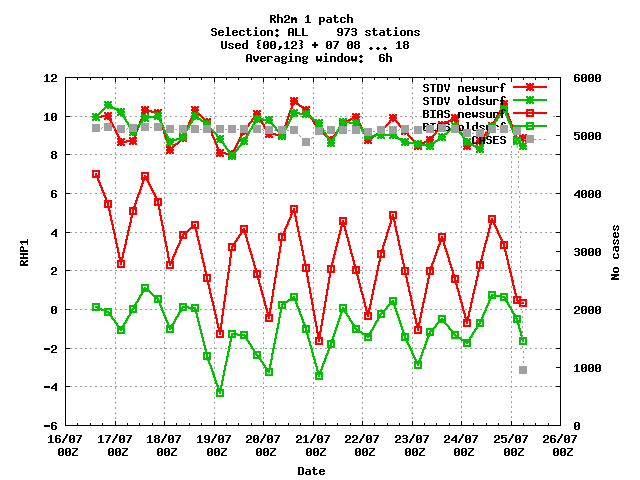 Rh2m 1 patch
Selection: ALL    973 stations
Used {00,12} + 07 08 ... 18
Averaging window:  6h
STDV newsurf
STDV oldsurf
BIAS newsurf
BIAS oldsurf
CASES
12
10
8
6
4
2
0
-2
-4
-6
RHP1
6000
5000
4000
3000
2000
1000
0
No cases
16/07 17/07 18/07 19/07 20/07 21/07 22/07 23/07 24/07 25/07 26/07
00Z 00Z 00Z 00Z 00Z 00Z 00Z 00Z 00Z 00Z 00Z
Date